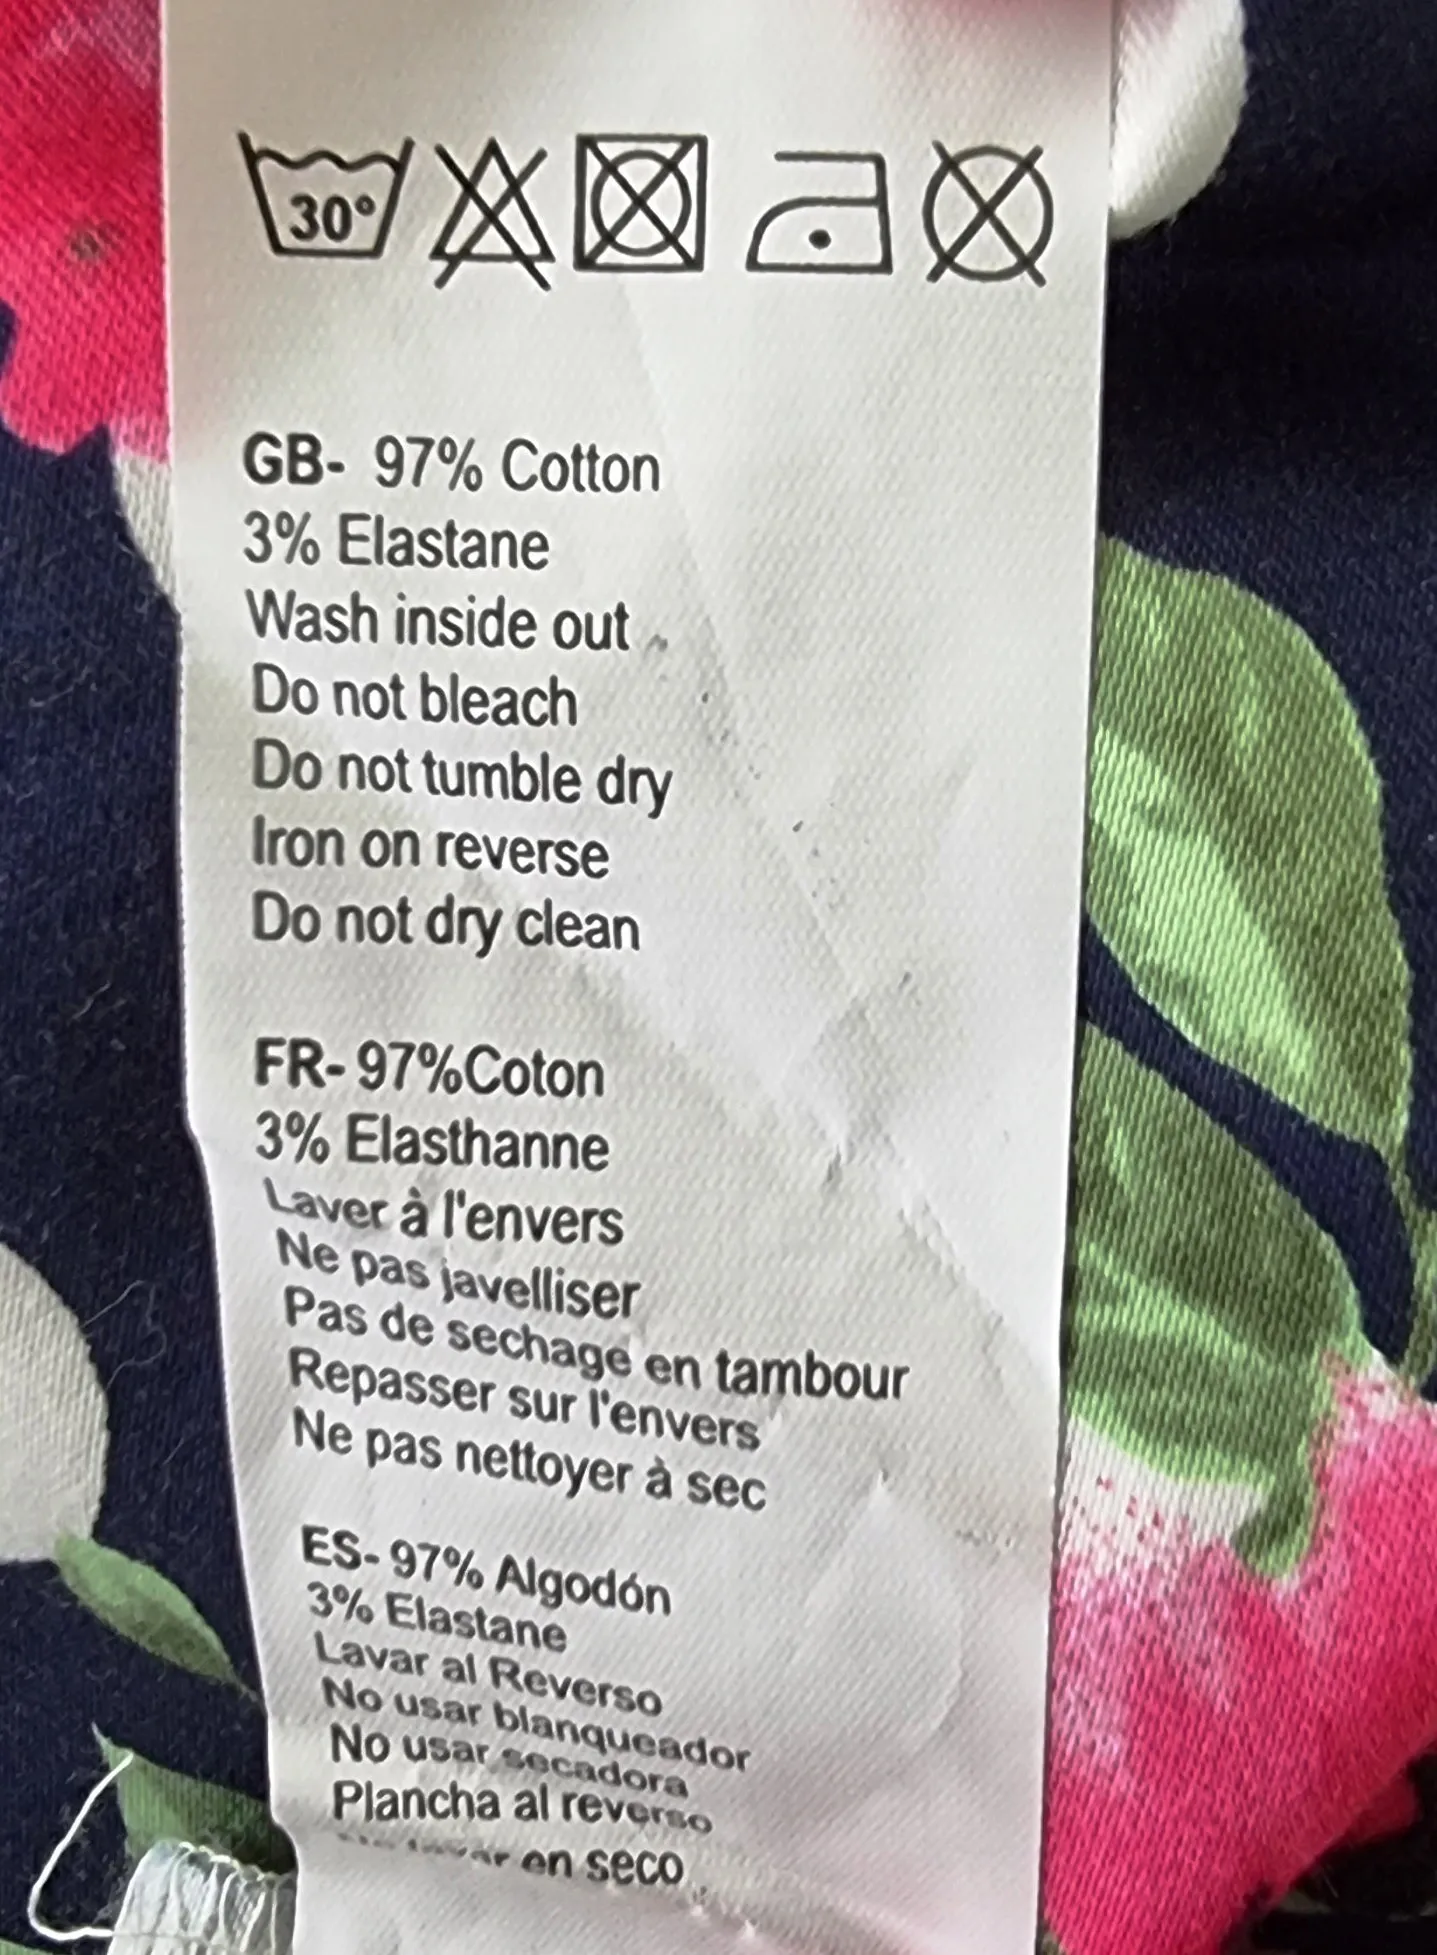 30°
GB- 97% Cotton
3% Elastane
Wash inside out
Do not bleach
Do not tumble dry
Iron on reverse
Do not dry clean
FR- 97%Coton
3% Elasthanne
Laver à l'envers
Ne pas javelliser
Pas de sechage en tambour
Repasser sur l'envers
Ne pas nettoyer à sec
ES- 97% Algodón
3% Elastane
Lavar al Reverso
No usar blanqueador
No usar secadora
Plancha al reverso
en seco